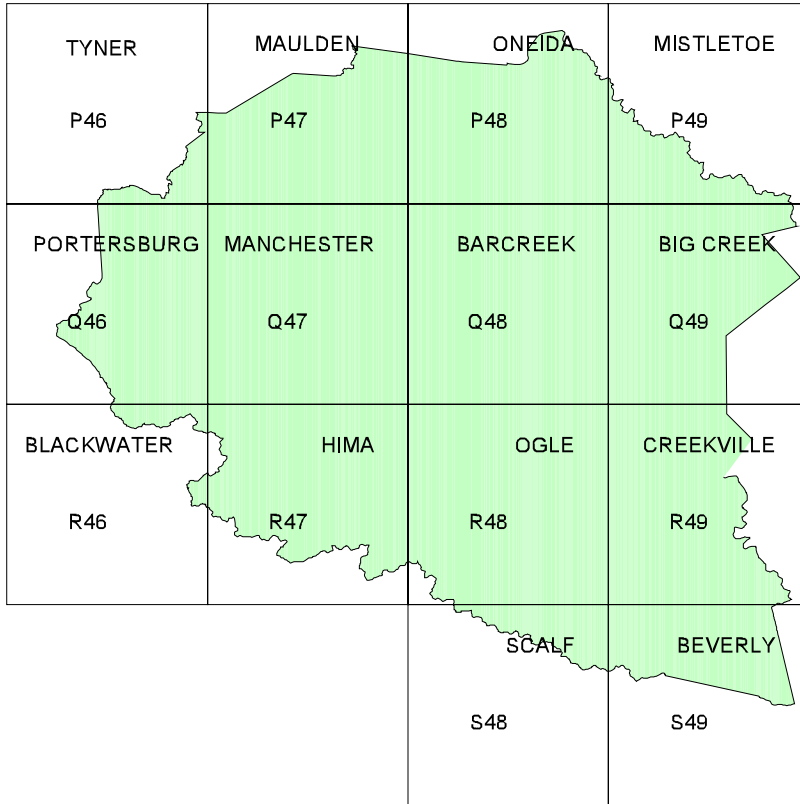 TYNER
MAULDEN
ONEIDA
MISTLETOE
P46
P47
P48
P49
PORTERSBURG
MANCHESTER
BARCREEK
BIG CREEK
Q46
Q47
Q48
Q49
BLACKWATER
HIMA
OGLE
CREEKVILLE
R46
R47
R48
R49
SCALF
BEVERLY
S48
S49